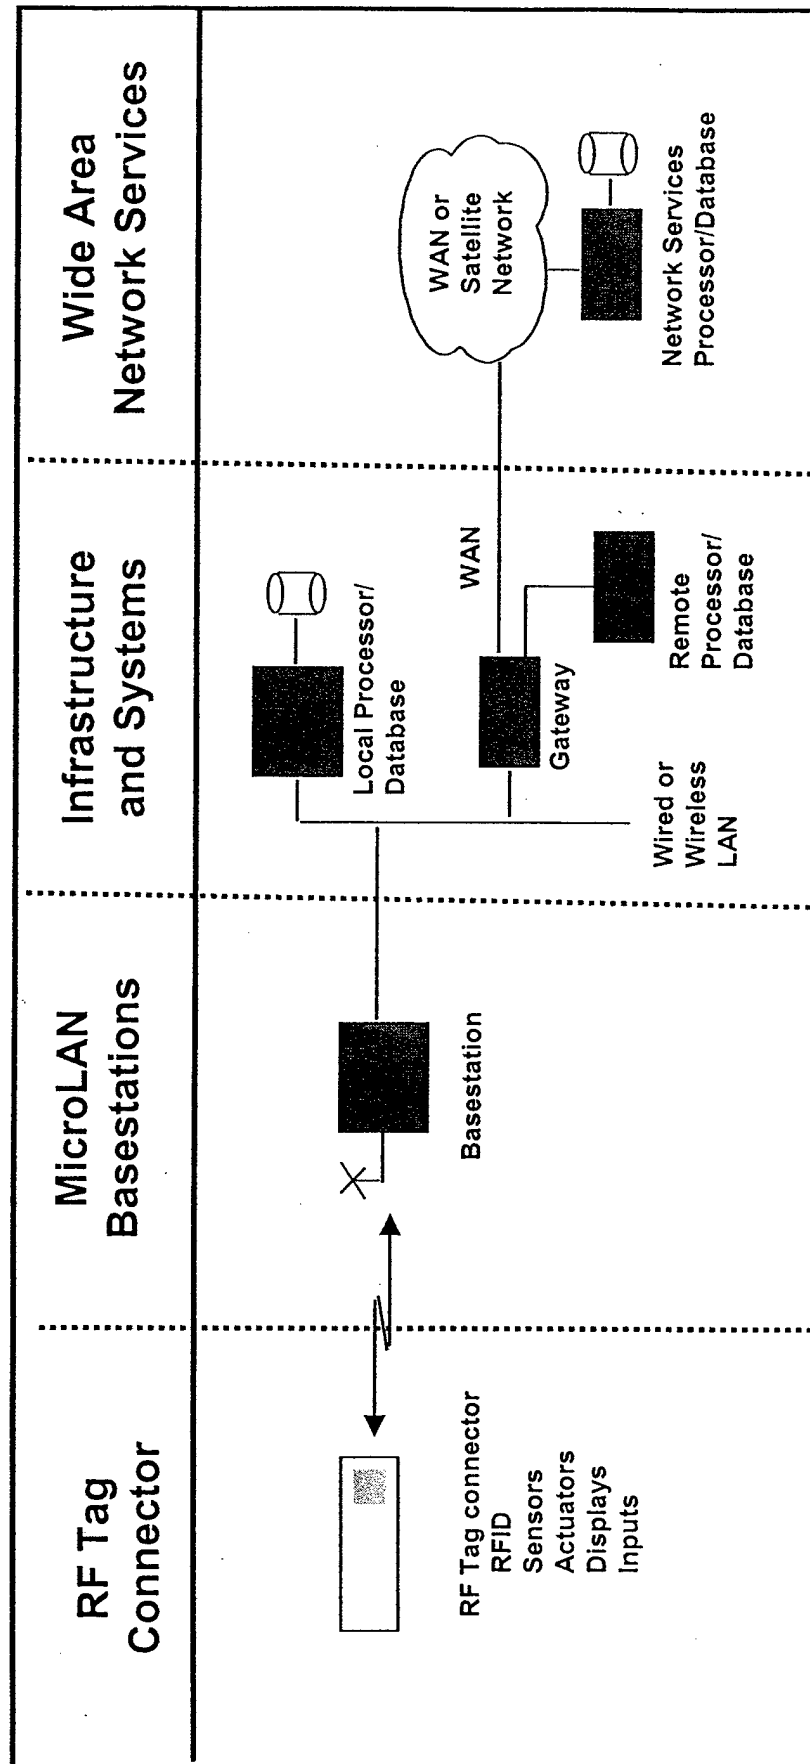 RF Tag
Connector
MicroLAN
Basestations
Infrastructure
and Systems
Wide Area
Network Services
RF Tag connector
RFID
Sensors
Actuators
Displays
Inputs
Basestation
Local Processor/
Database
Wired or
Wireless
LAN
Gateway
WAN
Remote
Processor/
Database
WAN or
Satellite
Network
Network Services
Processor/Database